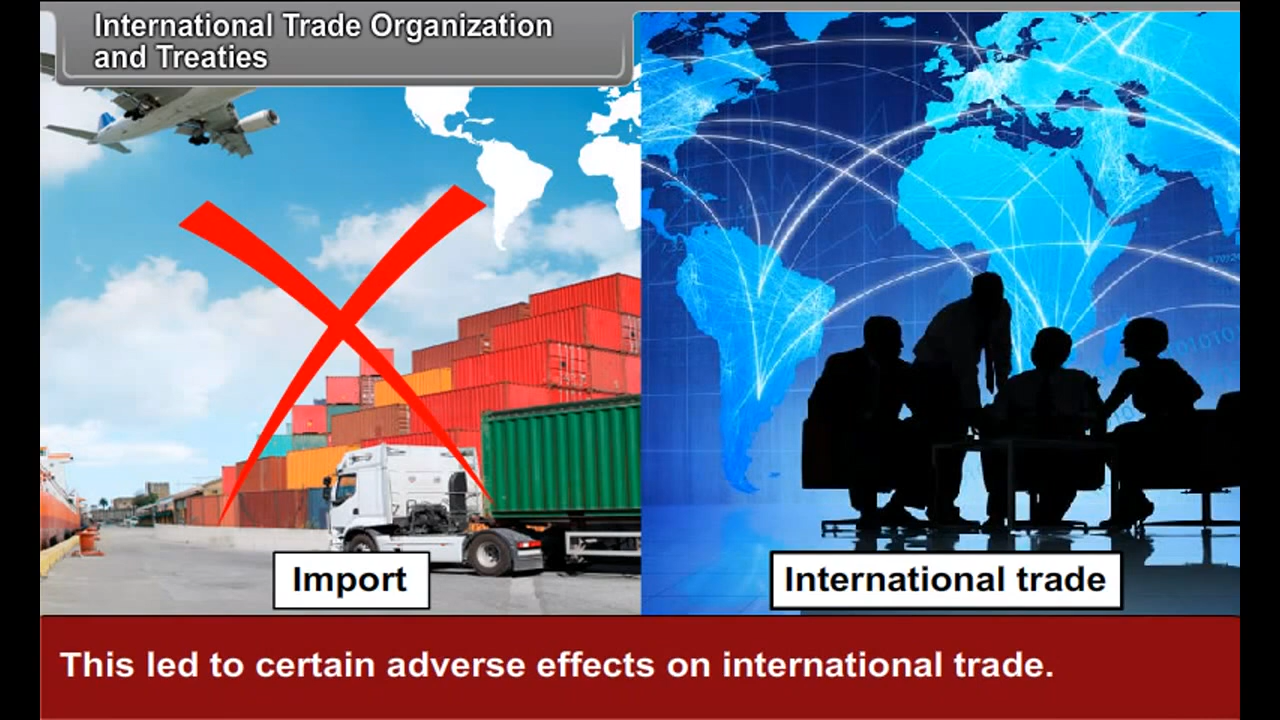 International Trade Organization
and Treaties
Import
International trade
This led to certain adverse effects on international trade.